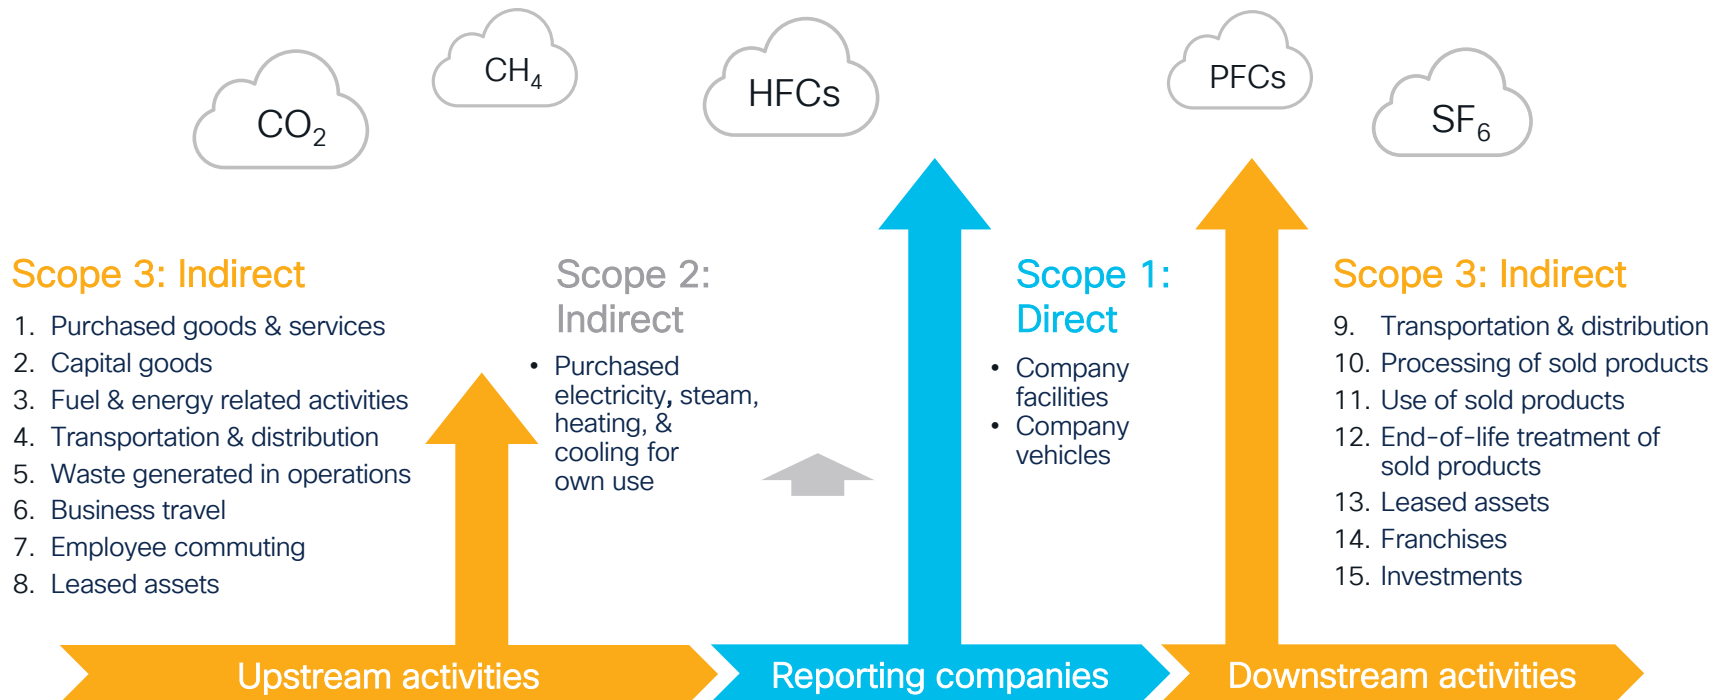 CO₂
CH₄
HFCs
PFCs
SF₆
Scope 3: Indirect
1. Purchased goods & services
2. Capital goods
3. Fuel & energy related activities
4. Transportation & distribution
5. Waste generated in operations
6. Business travel
7. Employee commuting
8. Leased assets
Scope 2:
Indirect
• Purchased
electricity, steam,
heating, &
cooling for
own use
Scope 1:
Direct
• Company
facilities
• Company
vehicles
Scope 3: Indirect
9. Transportation & distribution
10. Processing of sold products
11. Use of sold products
12. End-of-life treatment of
sold products
13. Leased assets
14. Franchises
15. Investments
Upstream activities
Reporting companies
Downstream activities